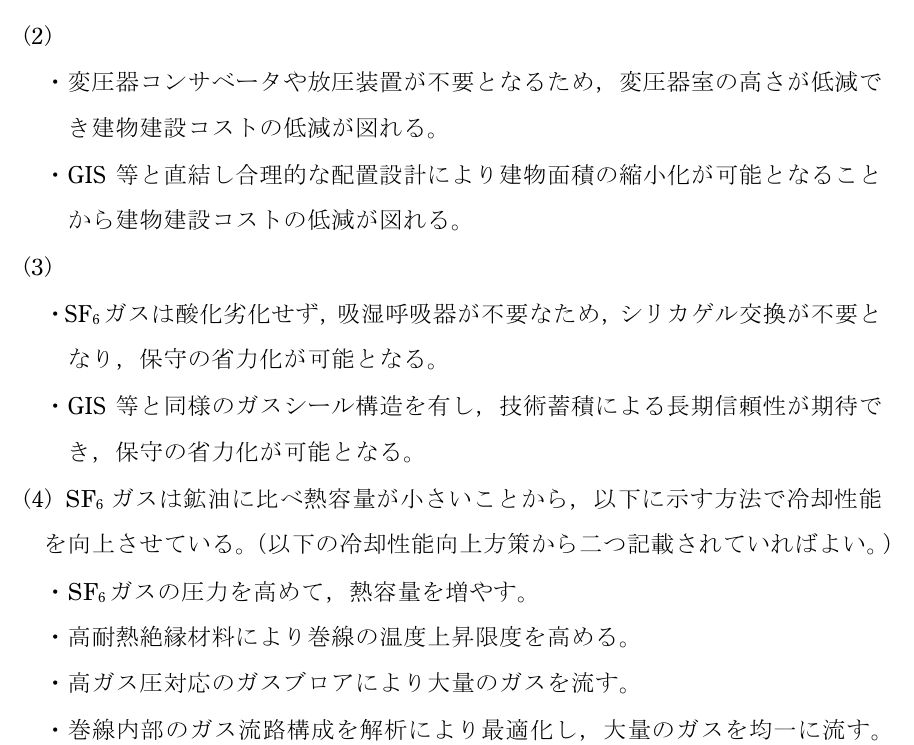 (2)
・変圧器コンサベータや放圧装置が不要となるため，変圧器室の高さが低減で
き建物建設コストの低減が図れる。
・GIS 等と直結し合理的な配置設計により建物面積の縮小化が可能となること
から建物建設コストの低減が図れる。
(3)
・SF₆ガスは酸化劣化せず，吸湿呼吸器が不要なため，シリカゲル交換が不要と
なり，保守の省力化が可能となる。
・GIS 等と同様のガスシール構造を有し，技術蓄積による長期信頼性が期待で
き，保守の省力化が可能となる。
(4) SF₆ ガスは鉱油に比べ熱容量が小さいことから，以下に示す方法で冷却性能
を向上させている。（以下の冷却性能向上方策から二つ記載されていればよい。）
・SF₆ガスの圧力を高めて，熱容量を増やす。
・高耐熱絶縁材料により巻線の温度上昇限度を高める。
・高ガス圧対応のガスブロアにより大量のガスを流す。
・巻線内部のガス流路構成を解析により最適化し，大量のガスを均一に流す。